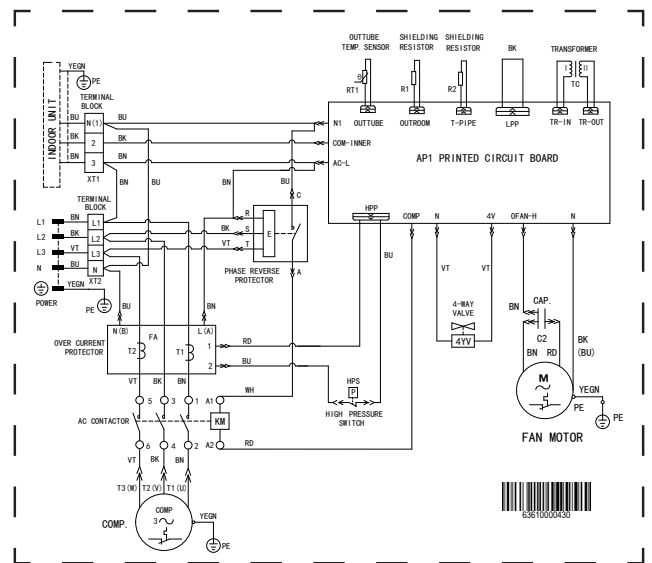 OUTTUBE TEMP. SENSOR
SHIELDING RESISTOR
SHIELDING RESISTOR
BK
TRANSFORMER
θ
RT1
R1
R2
I II
TC
OUTTUBE
OUTROOM
T-PIPE
LPP
TR-IN
TR-OUT
AP1 PRINTED CIRCUIT BOARD
N1
COM-INNER
AC-L
HPP
COMP
N
4V
OFAN-H
N
INDOOR UNIT
YEGN
PE
TERMINAL BLOCK
BU
N(1)
BU
BK
2
BK
BN
3
BN
XT1
BN
BU
BN
BU
C
TERMINAL BLOCK
L1
BN
L1
L2
BK
L2
L3
VT
L3
N
BU
N
XT2
YEGN
POWER
PE
R
BK
S
VT
T
E
PHASE REVERSE PROTECTOR
A
BU
BN
BU
VT
VT
N(B)
FA
L(A)
OVER CURRENT PROTECTOR
T2
T1
1
RD
2
BU
4-WAY VALVE
4YV
BN
CAP.
C2
BK (BU)
BN
RD
M
YEGN
PE
PE
FAN MOTOR
HPS
P
HIGH PRESSURE SWITCH
VT
BK
BN
WH
5
3
1
A1
AC CONTACTOR
KM
6
4
2
A2
RD
VT
BK
BN
T3(W)
T2(V)
T1(U)
COMP.
COMP
3
YEGN
PE
63610000430